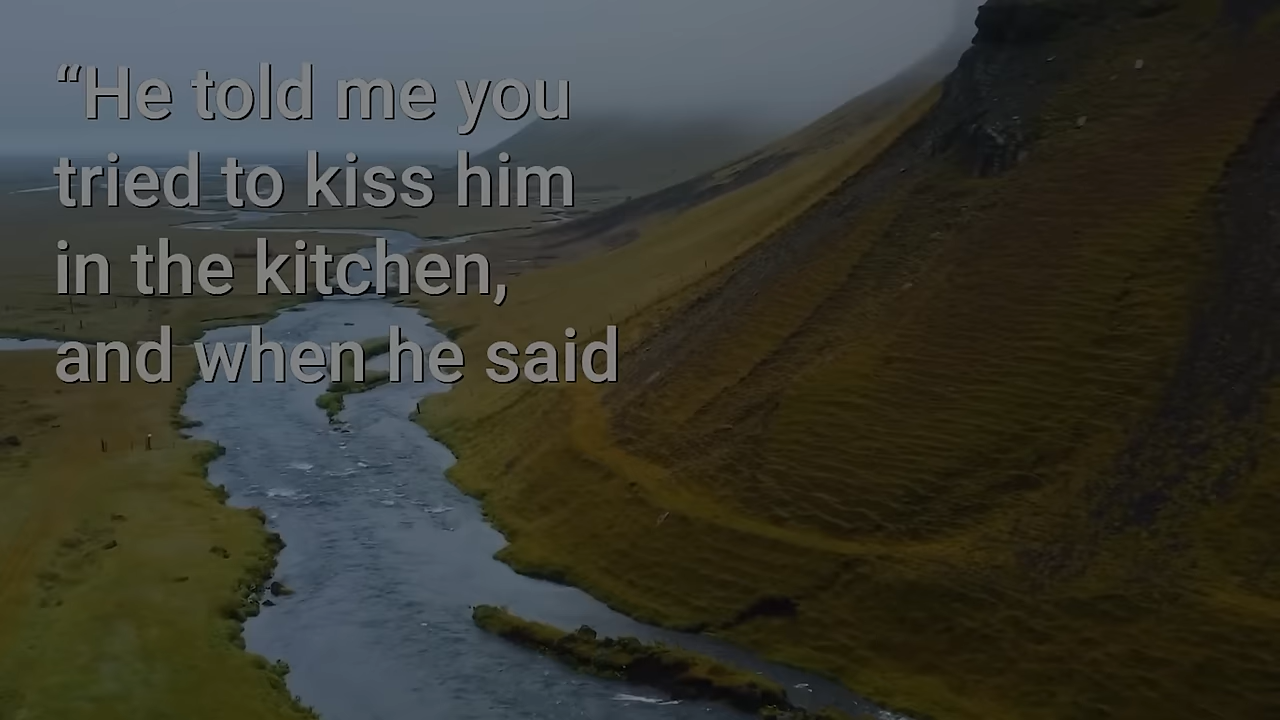 “He told me you
tried to kiss him
in the kitchen,
and when he said